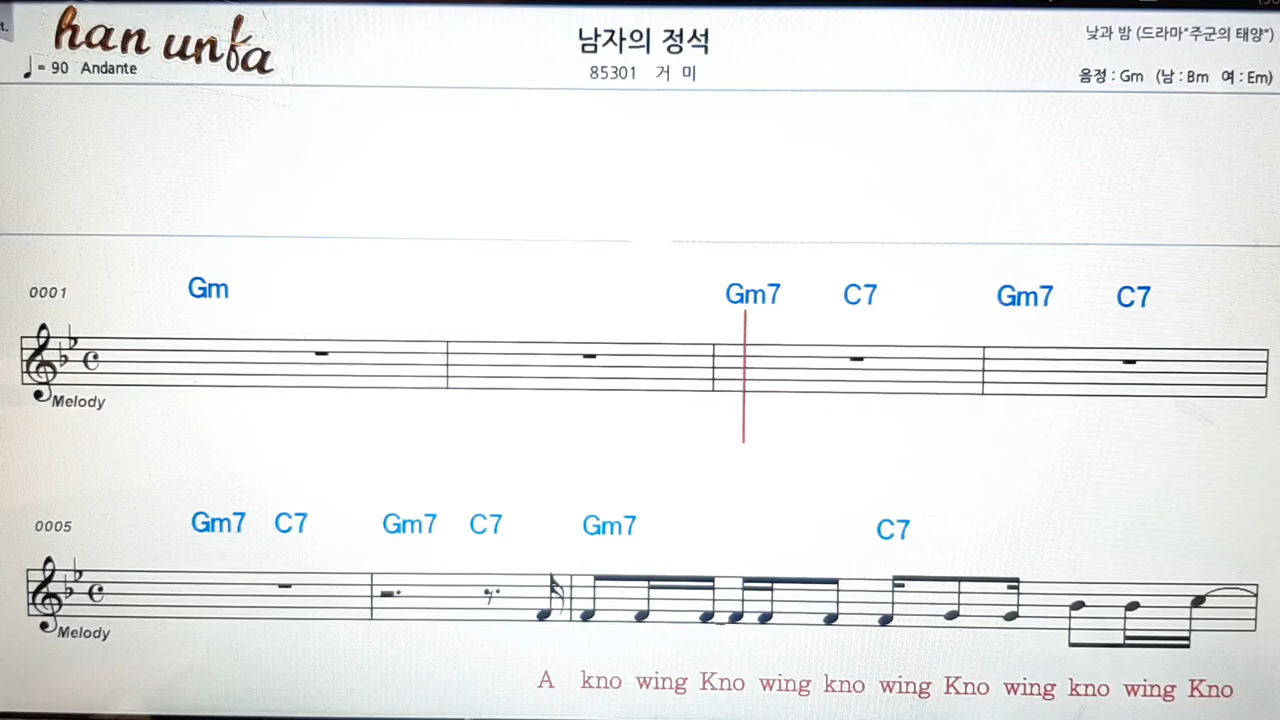 t.
han unfa
♩= 90 Andante
남자의 정석
85301 거 미
낮과 밤 (드라마"주군의 태양")
음정 : Gm (남 : Bm 여 : Em)
0001 Gm Gm7 C7 Gm7 C7
Melody
0005 Gm7 C7 Gm7 C7 Gm7 C7
Melody
A kno wing Kno wing kno wing Kno wing kno wing Kno